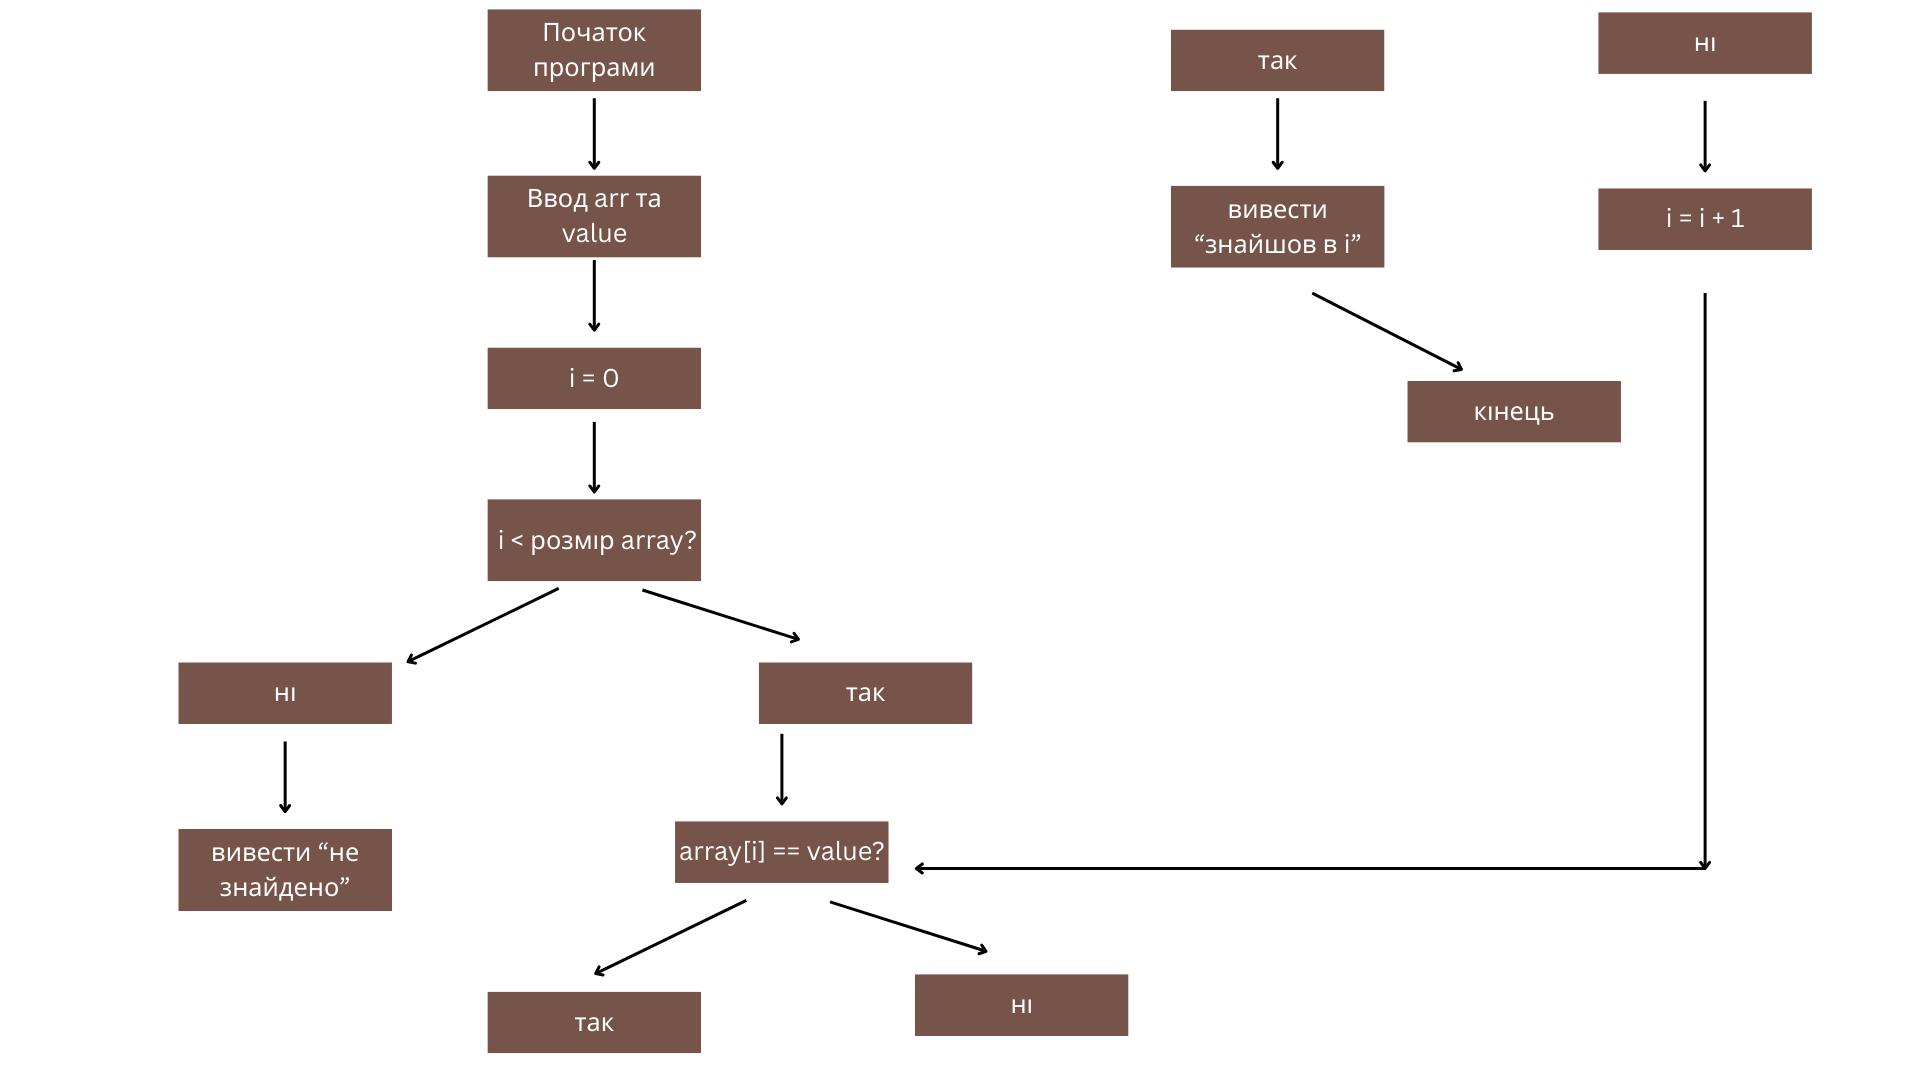 Початок
програми
Ввод arr та
value
i = 0
i < розмір array?
ні
так
вивести “не
знайдено”
array[i] == value?
так
ні
так
вивести
“знайшов в і”
кінець
ні
i = i + 1